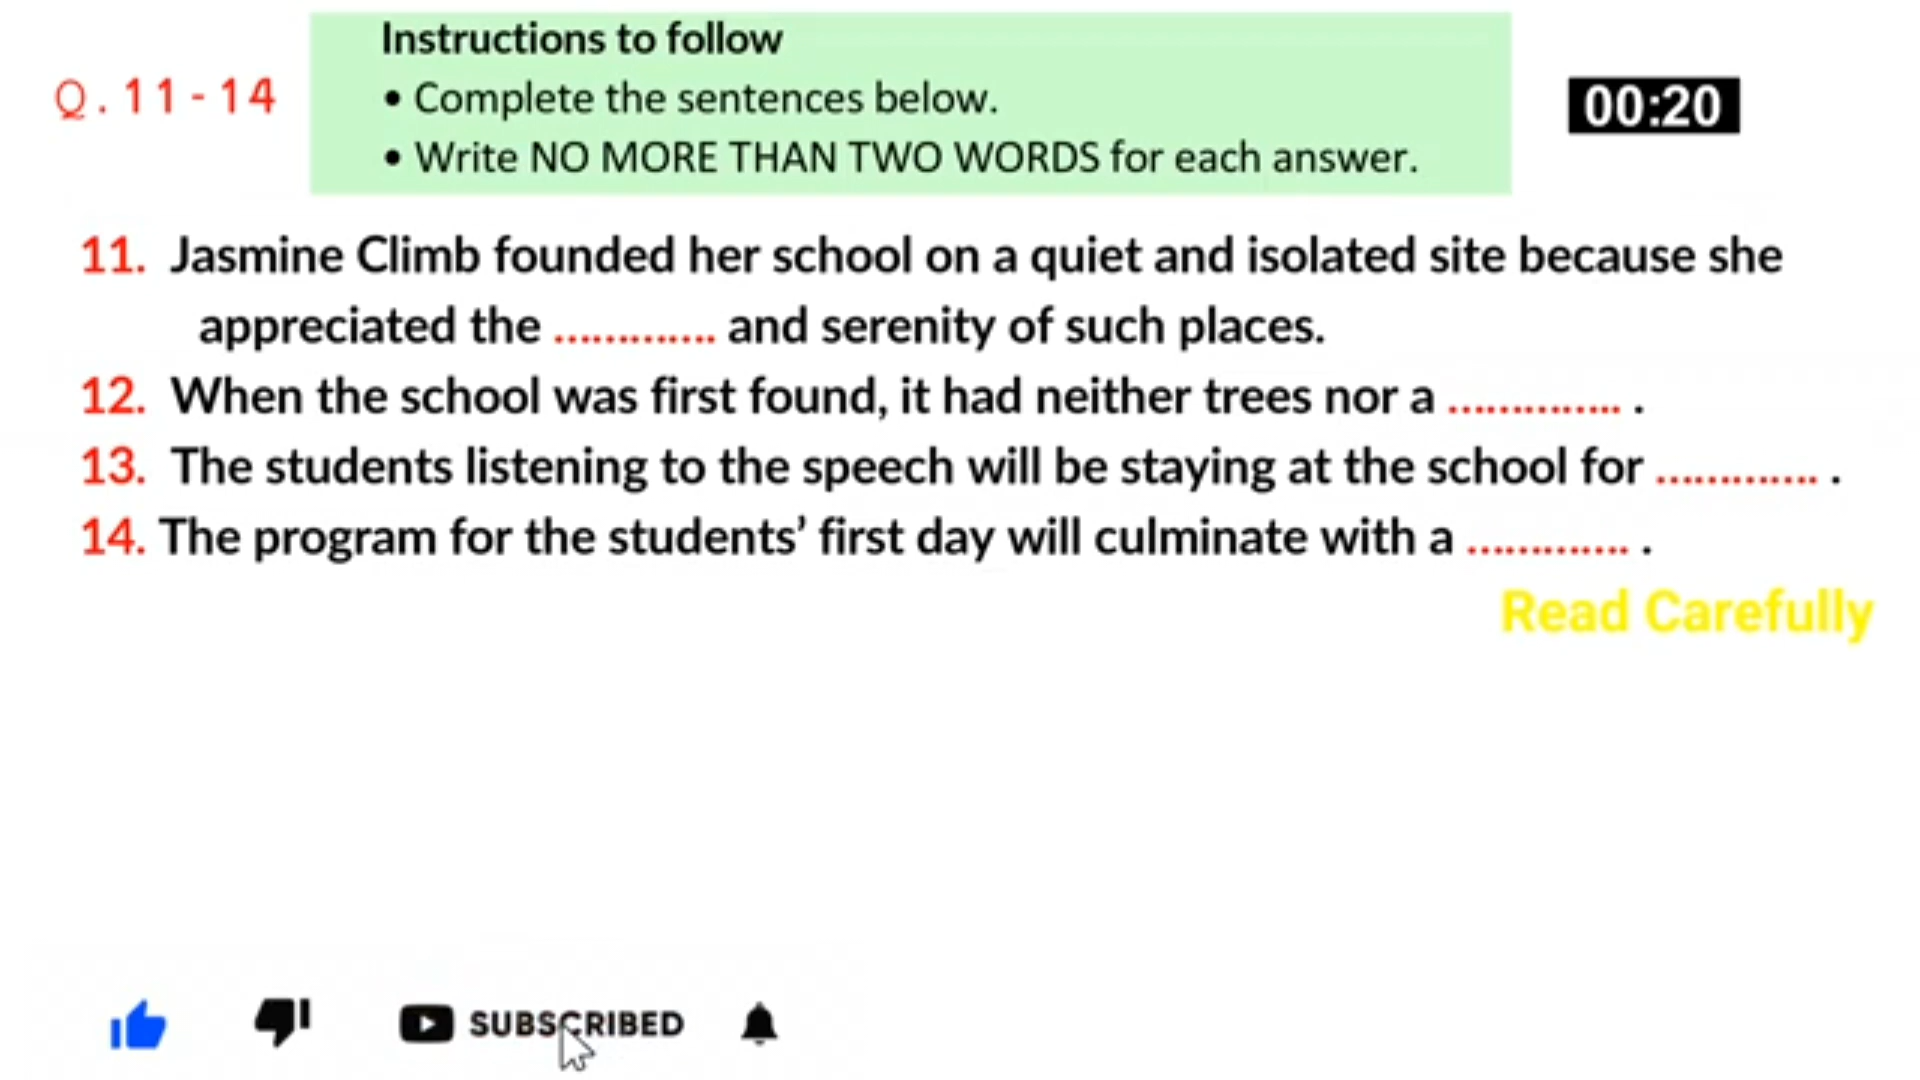 Instructions to follow
Q.11-14
• Complete the sentences below.
00:20
• Write NO MORE THAN TWO WORDS for each answer.
11. Jasmine Climb founded her school on a quiet and isolated site because she
appreciated the ............. and serenity of such places.
12. When the school was first found, it had neither trees nor a .............. .
13. The students listening to the speech will be staying at the school for ............. .
14. The program for the students’ first day will culminate with a ............. .
Read Carefully
SUBSCRIBED